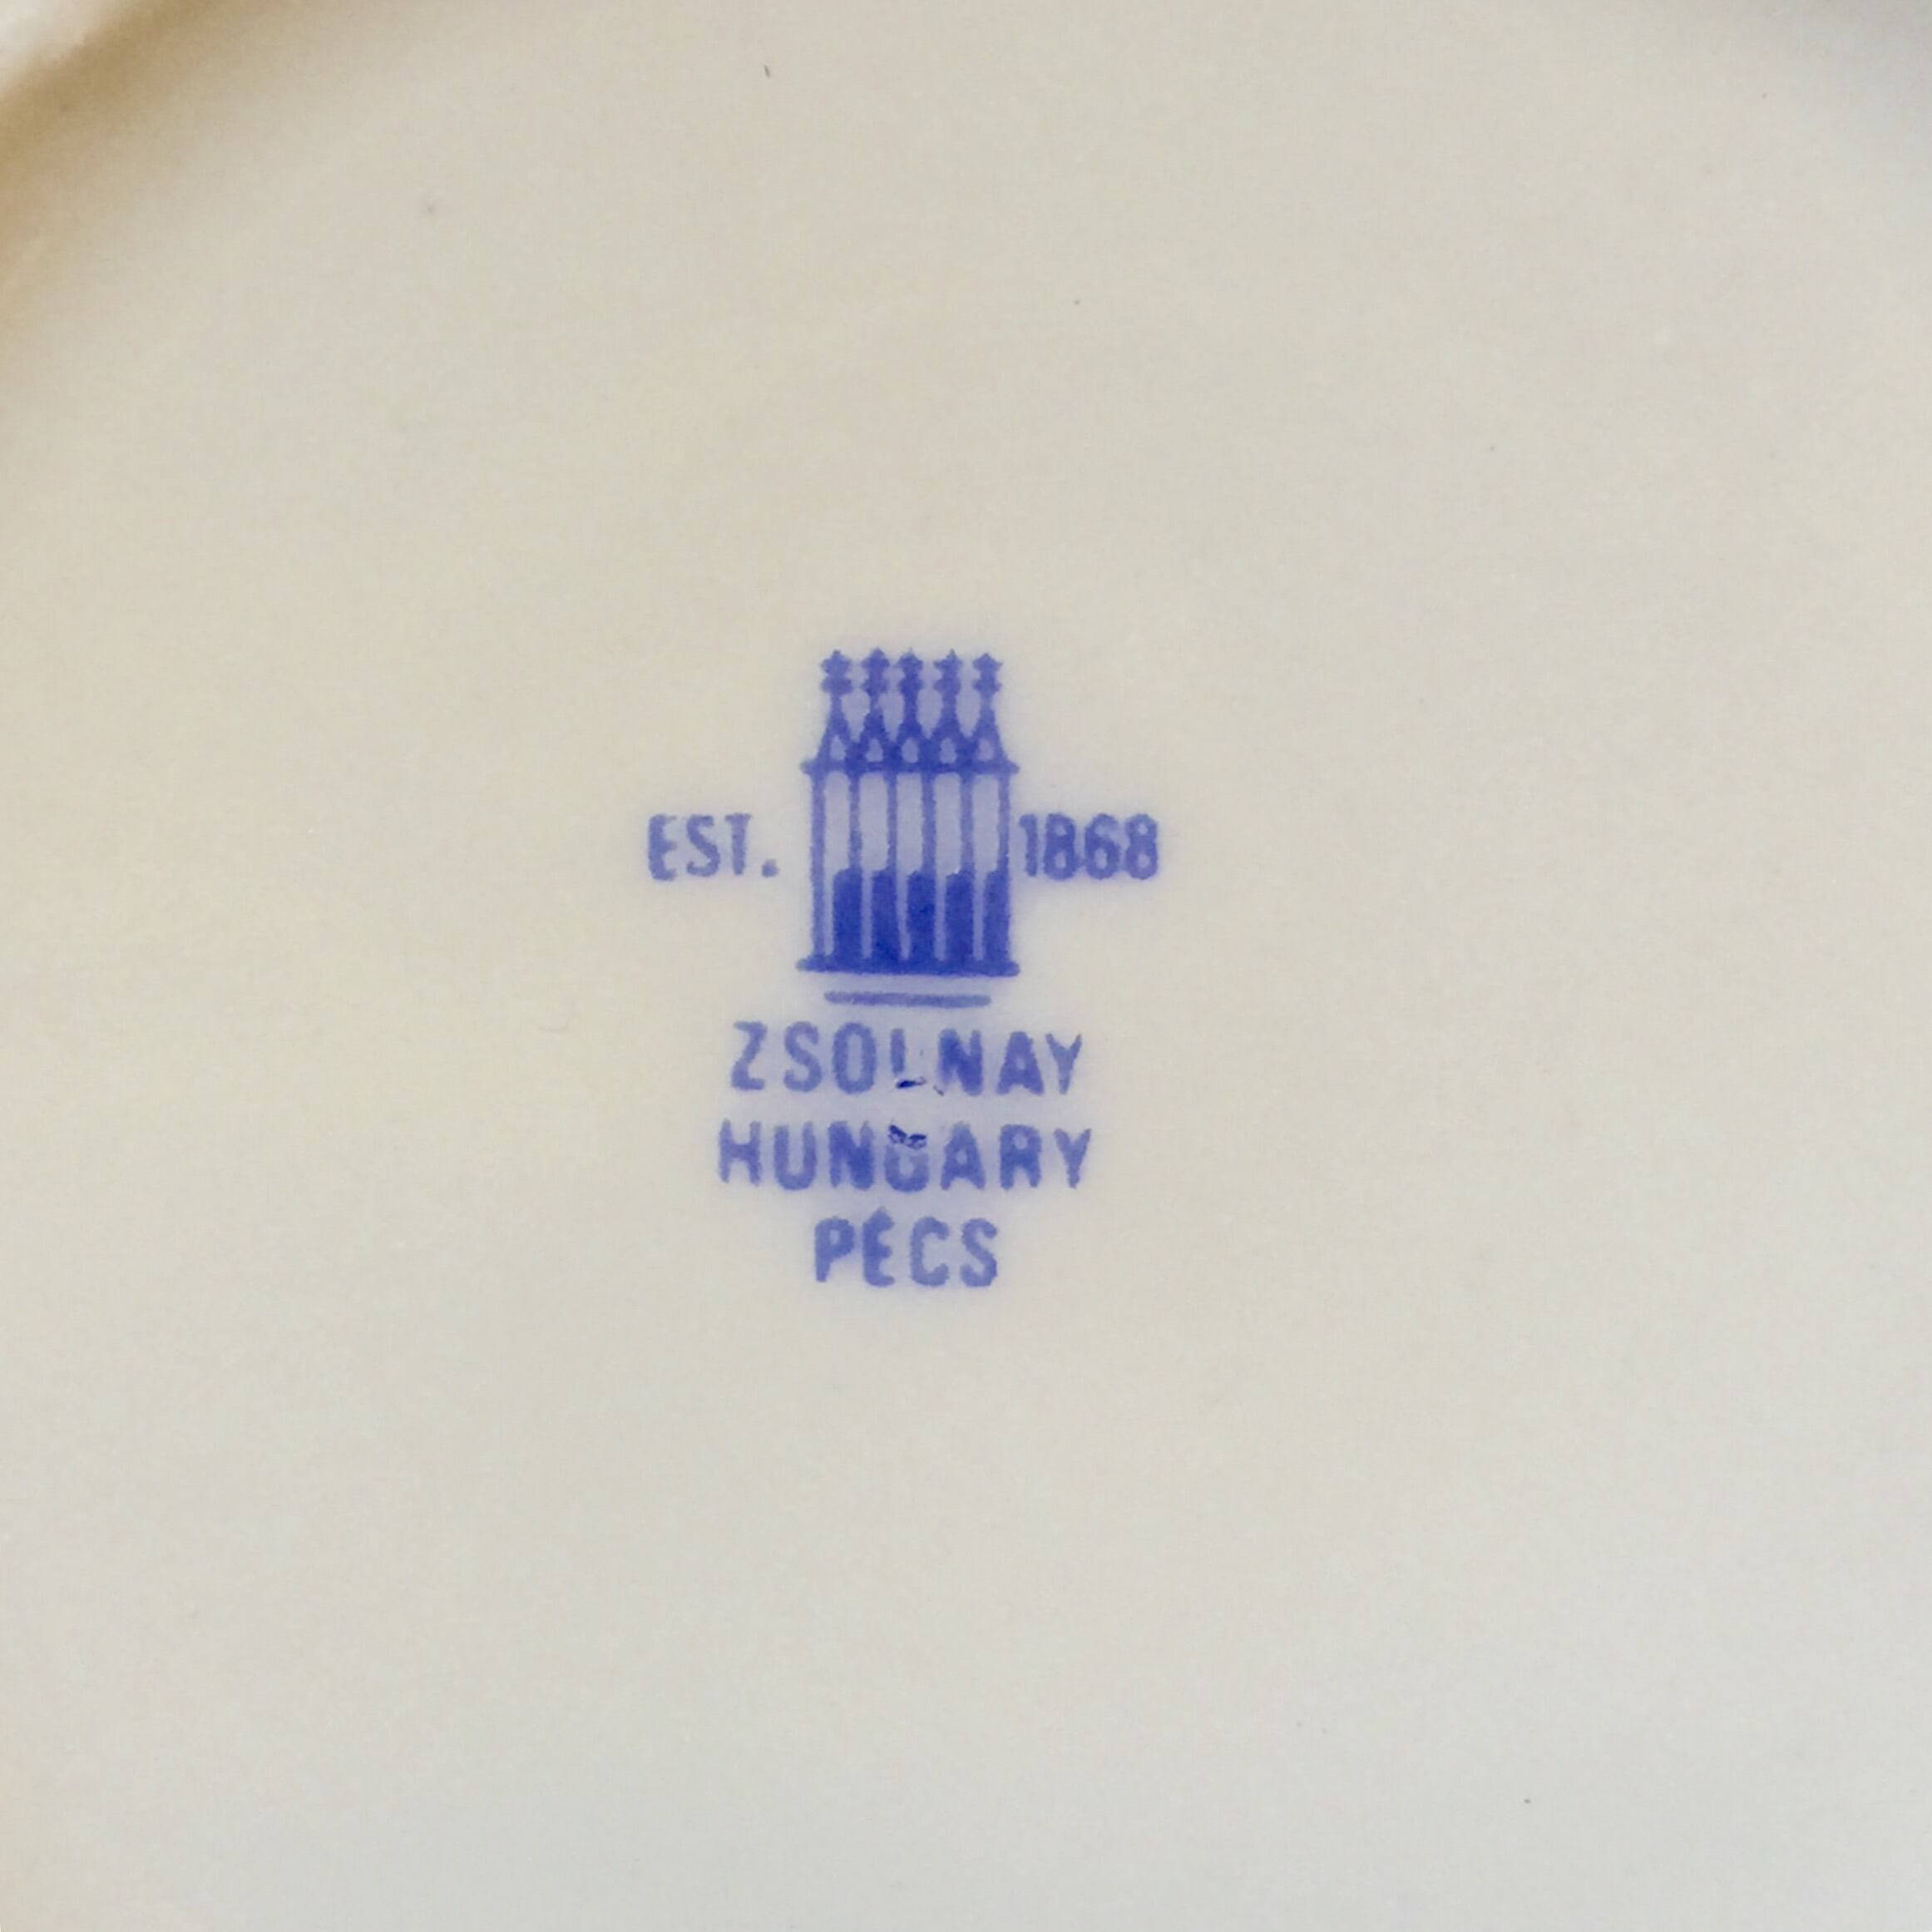 EST. 1868
ZSOLNAY
HUNGARY
PÉCS